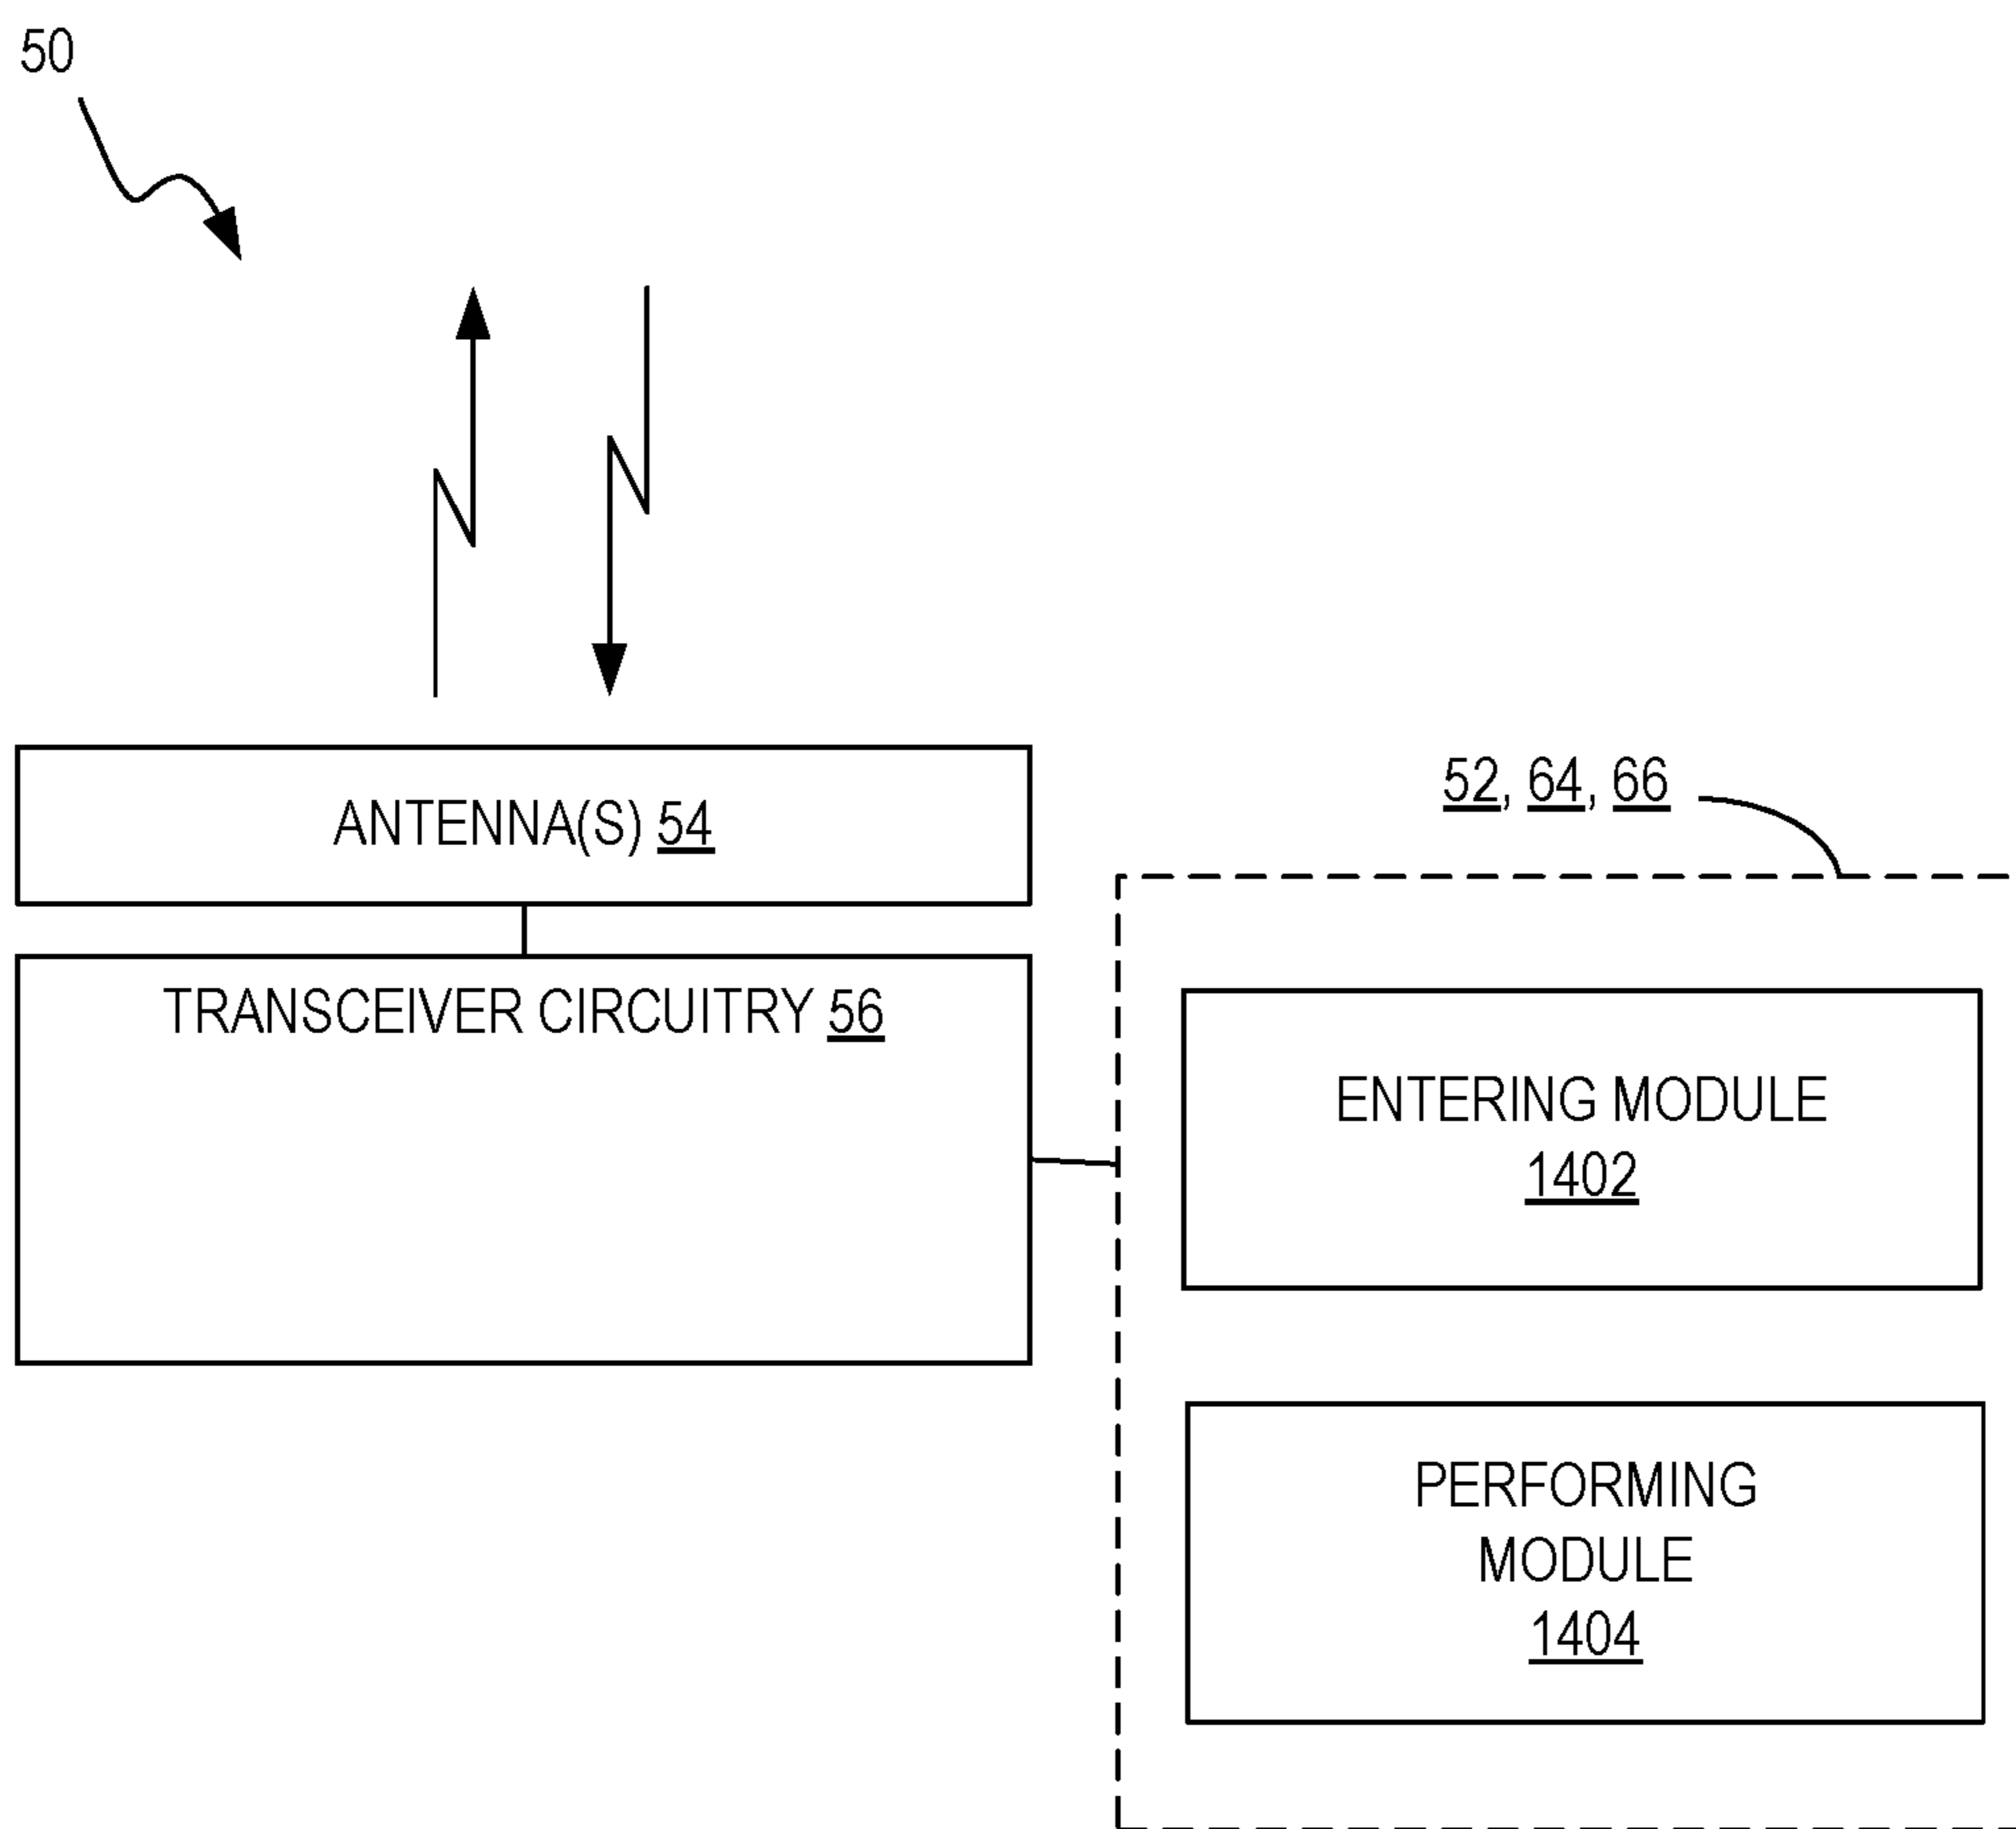 50
ANTENNA(S) 54
52, 64, 66
TRANSCEIVER CIRCUITRY 56
ENTERING MODULE
1402
PERFORMING
MODULE
1404